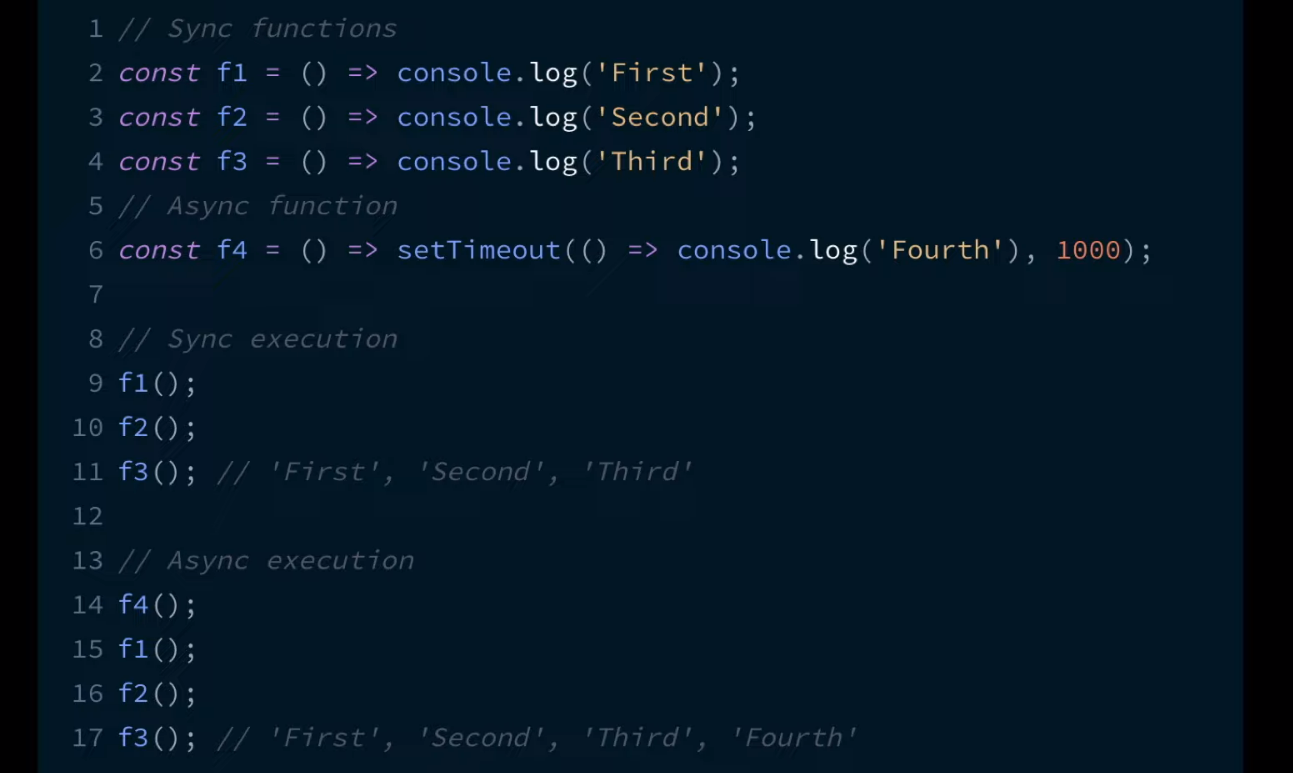 1 // Sync functions
2 const f1 = () => console.log('First');
3 const f2 = () => console.log('Second');
4 const f3 = () => console.log('Third');
5 // Async function
6 const f4 = () => setTimeout(() => console.log('Fourth'), 1000);
7
8 // Sync execution
9 f1();
10 f2();
11 f3(); // 'First', 'Second', 'Third'
12
13 // Async execution
14 f4();
15 f1();
16 f2();
17 f3(); // 'First', 'Second', 'Third', 'Fourth'